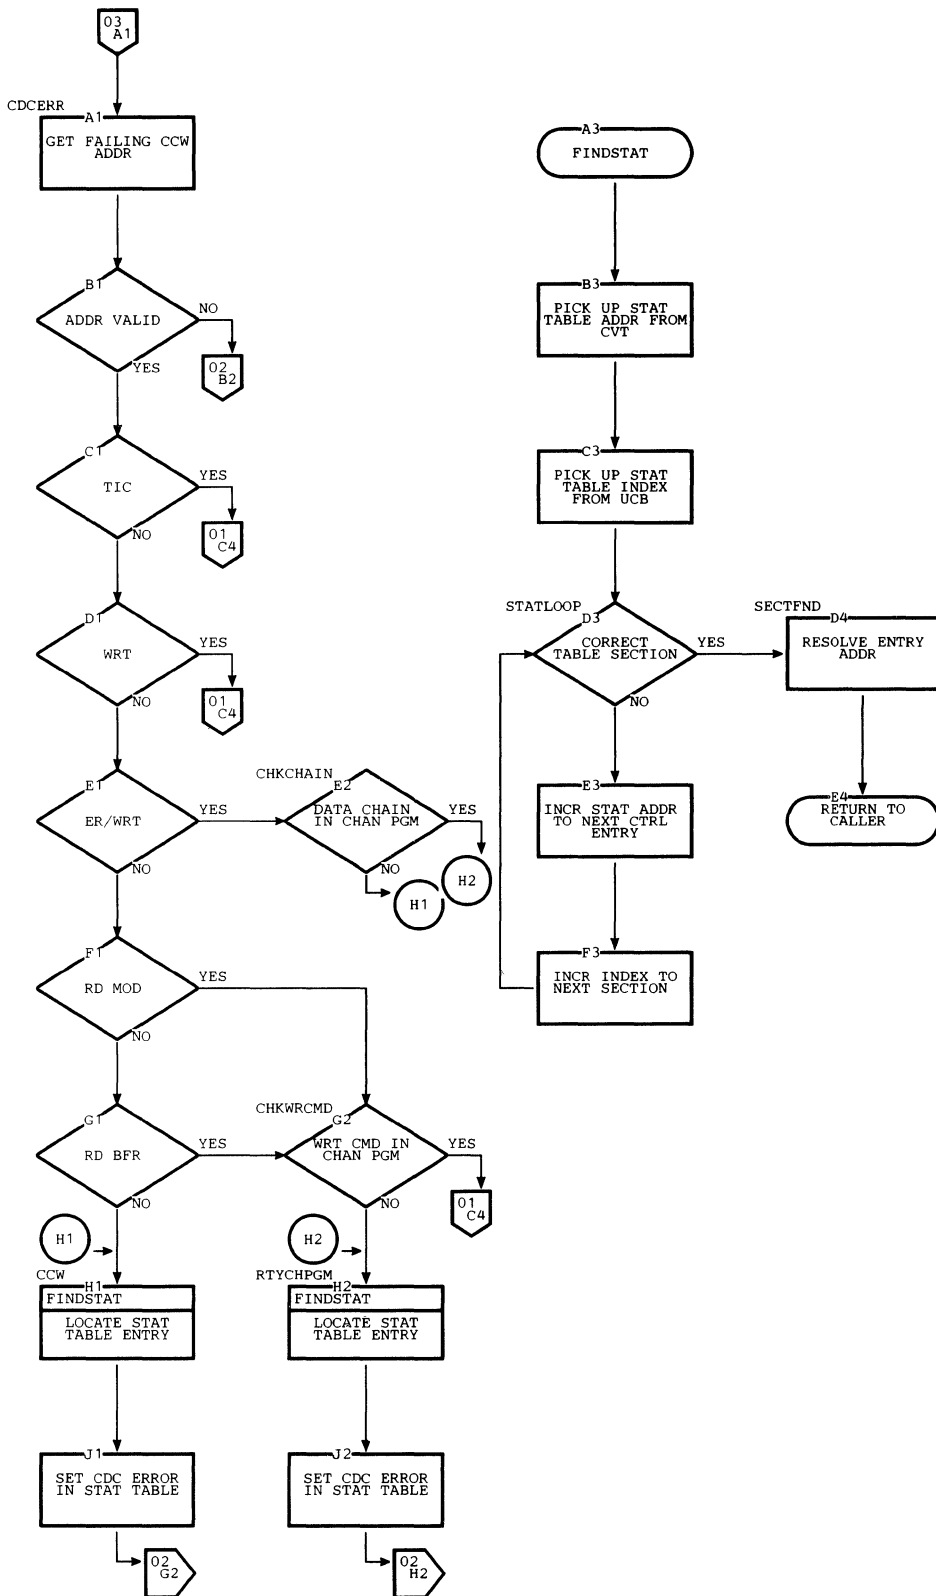 03
A1
CDCERR
A1
GET FAILING CCW
ADDR
B1
ADDR VALID
NO
02
B2
YES
C1
TIC
YES
01
C4
NO
D1
WRT
YES
01
C4
NO
E1
ER/WRT
YES
CHKCHAIN
E2
DATA CHAIN
IN CHAN PGM
YES
H2
NO
H1
NO
F1
RD MOD
YES
NO
G1
RD BFR
YES
CHKWRCMD
G2
WRT CMD IN
CHAN PGM
YES
01
C4
NO
NO
H1
CCW
H1
FINDSTAT
LOCATE STAT
TABLE ENTRY
J1
SET CDC ERROR
IN STAT TABLE
02
G2
H2
RTYCHPGM
H2
FINDSTAT
LOCATE STAT
TABLE ENTRY
J2
SET CDC ERROR
IN STAT TABLE
02
H2
A3
FINDSTAT
B3
PICK UP STAT
TABLE ADDR FROM
CVT
C3
PICK UP STAT
TABLE INDEX
FROM UCB
STATLOOP
D3
CORRECT
TABLE SECTION
YES
SECTFND
D4
RESOLVE ENTRY
ADDR
E4
RETURN TO
CALLER
NO
E3
INCR STAT ADDR
TO NEXT CTRL
ENTRY
F3
INCR INDEX TO
NEXT SECTION